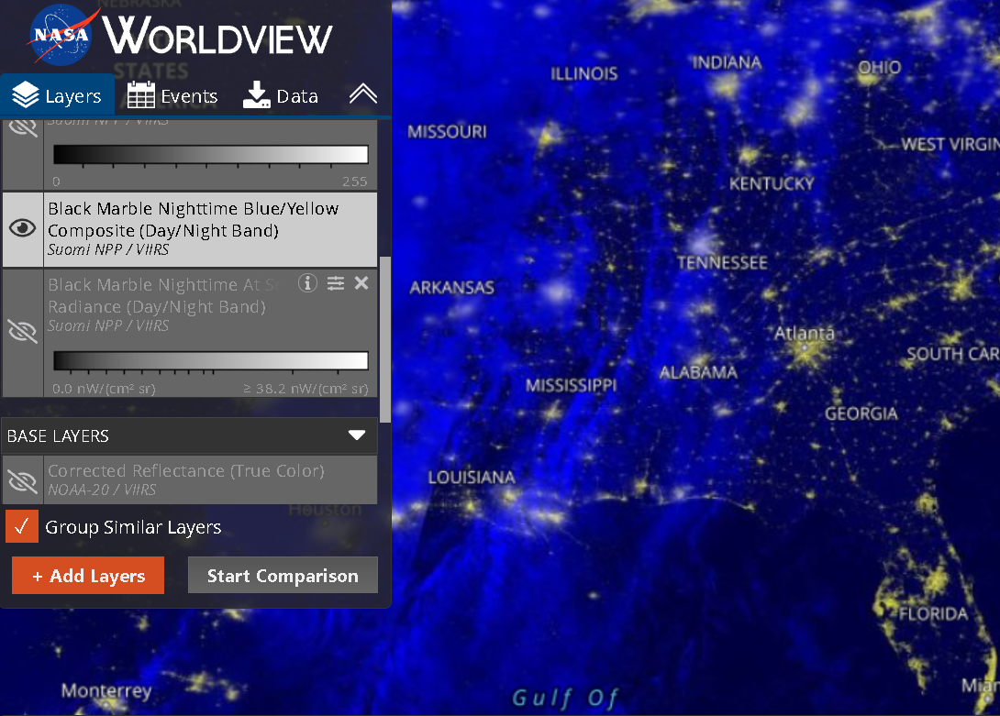 NEBRASKA
NASA
WORLDVIEW
STATES
Layers
Events
Data
Suomi NPP / VIIRS
0
255
Black Marble Nighttime Blue/Yellow
Composite (Day/Night Band)
Suomi NPP / VIIRS
Black Marble Nighttime At
Radiance (Day/Night Band)
Suomi NPP / VIIRS
0.0 nW/(cm² sr)
≥ 38.2 nW/(cm² sr)
BASE LAYERS
Corrected Reflectance (True Color)
NOAA-20 / VIIRS
Houston
✓ Group Similar Layers
+ Add Layers
Start Comparison
ILLINOIS
INDIANA
OHIO
MISSOURI
WEST VIRGIN
KENTUCKY
TENNESSEE
ARKANSAS
Atlanta
SOUTH CAR
MISSISSIPPI
ALABAMA
GEORGIA
LOUISIANA
FLORIDA
Monterrey
Miam
Gulf Of